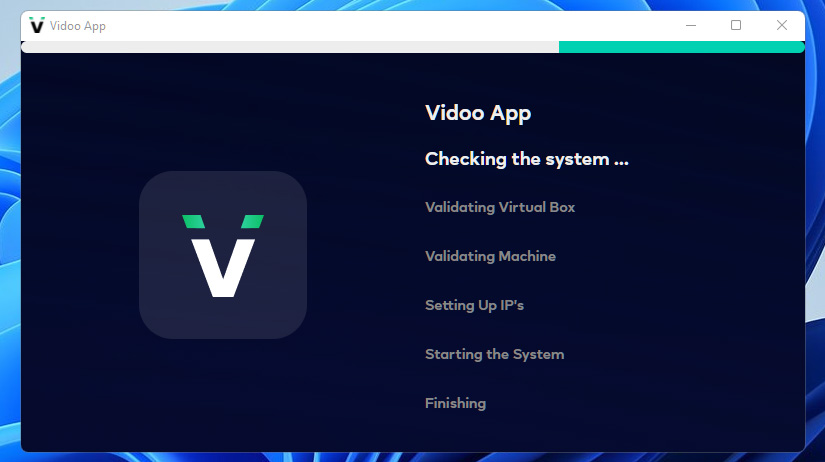 Vidoo App
Vidoo App
Checking the system ...
Validating Virtual Box
Validating Machine
Setting Up IP's
Starting the System
Finishing